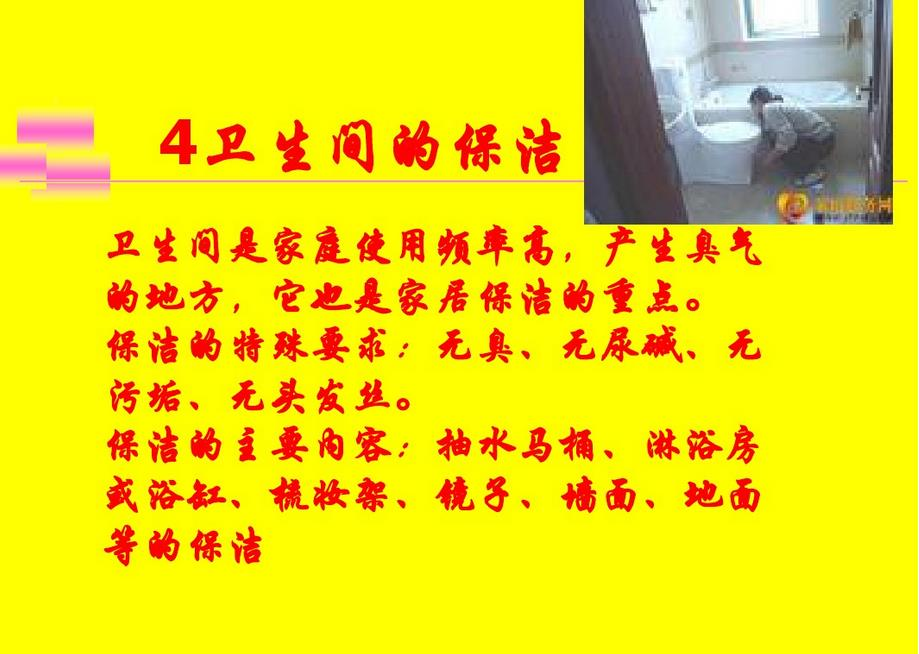 4卫生间的保洁
卫生间是家庭使用频率高，产生臭气
的地方，它也是家居保洁的重点。
保洁的特殊要求：无臭、无尿碱、无
污垢、无头发丝。
保洁的主要内容：抽水马桶、淋浴房
或浴缸、梳妆架、镜子、墙面、地面
等的保洁